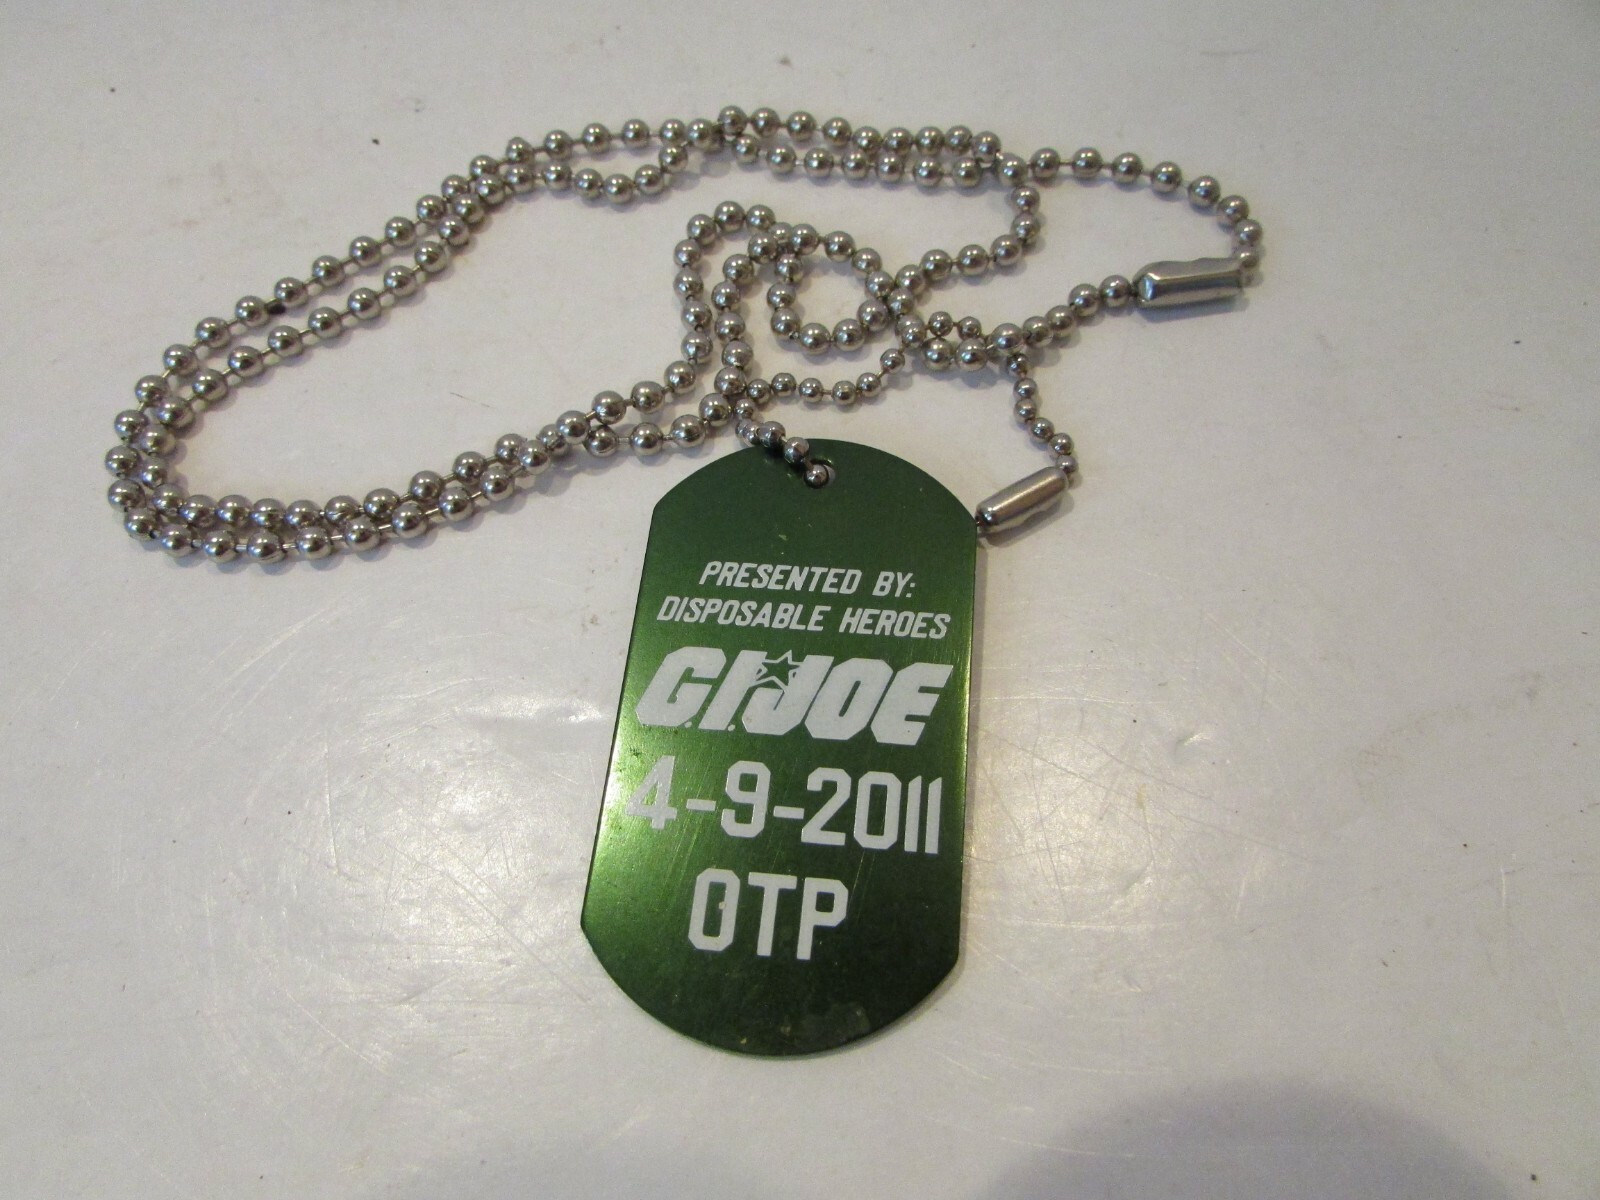 PRESENTED BY:
DISPOSABLE HEROES
G.I.JOE
4-9-2011
OTP